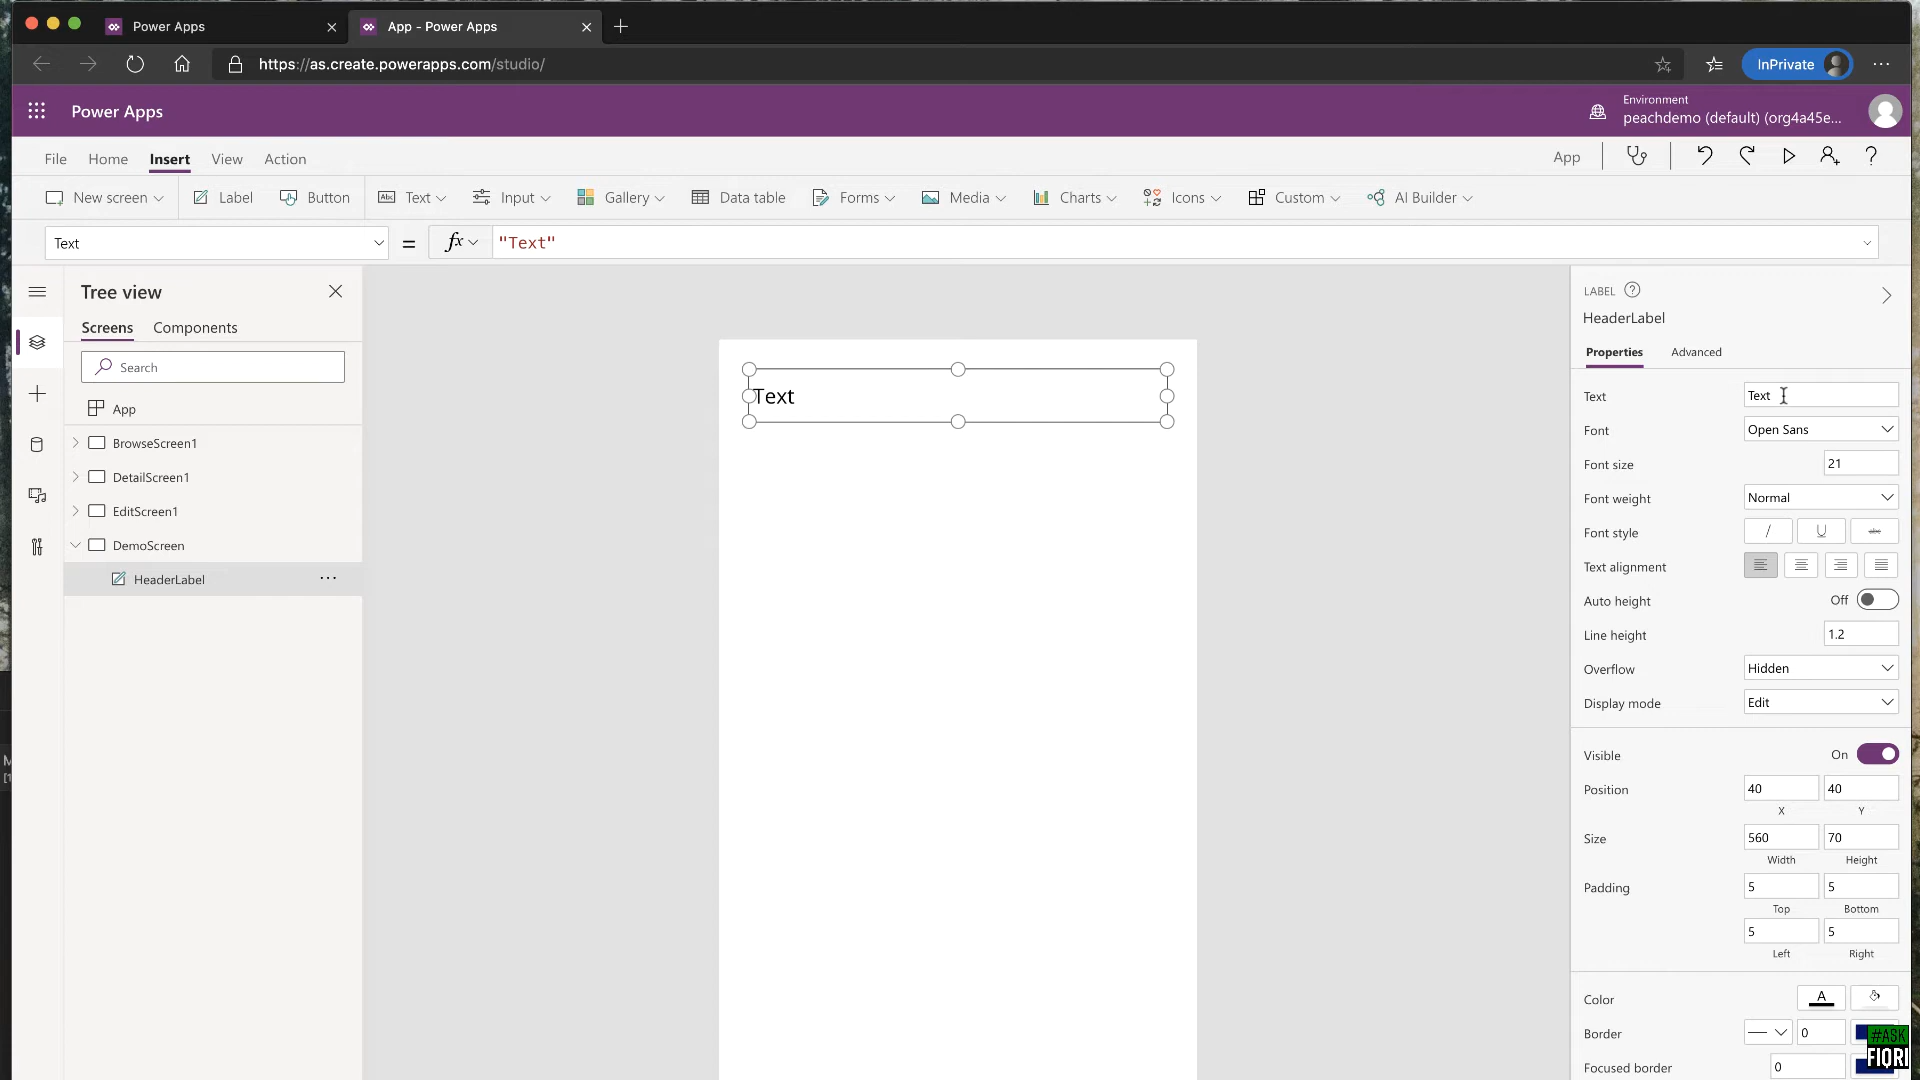 Power Apps
App - Power Apps
https://as.create.powerapps.com/studio/
InPrivate
Power Apps
Environment
peachdemo (default) (org4a45e...
File Home Insert View Action
App
New screen Label Button Text Input Gallery Data table Forms Media Charts Icons Custom AI Builder
Text = fx "Text"
Tree view
Screens Components
Search
App
BrowseScreen1
DetailScreen1
EditScreen1
DemoScreen
HeaderLabel
Text
LABEL
HeaderLabel
Properties Advanced
Text Text
Font Open Sans
Font size 21
Font weight Normal
Font style / U abc
Text alignment
Auto height Off
Line height 1.2
Overflow Hidden
Display mode Edit
Visible On
Position 40 40
X Y
Size 560 70
Width Height
Padding 5 5
Top Bottom
5 5
Left Right
Color A
Border 0
Focused border 0
#ASK
FIORI